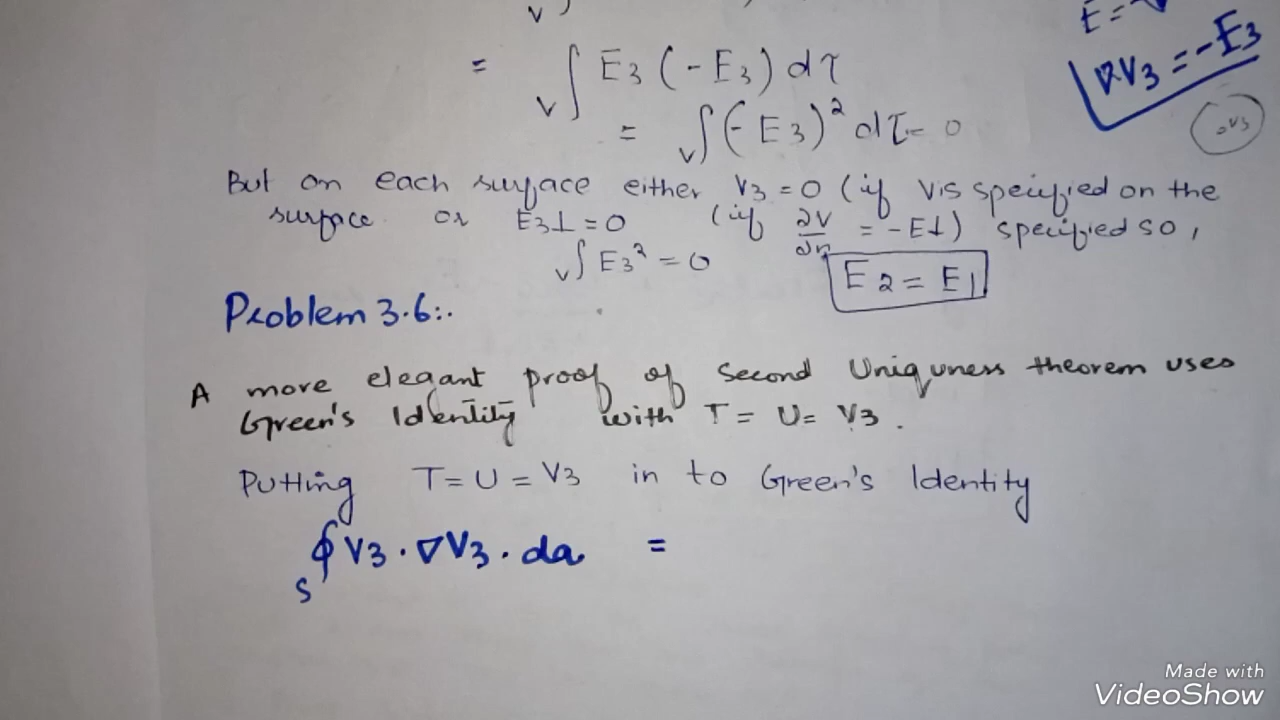 V
= V∫ E3 (-E3) dτ
∇V3 = -E3
= V∫(-E3)² dτ = 0
But on each surface either V3 = 0 (if V is specified on the
surface or E3⊥ = 0 (if ∂V/∂n = -E⊥) specified so,
V∫ E3² = 0
E2 = E1
Problem 3.6:.
A more elegant proof of Second Uniquness theorem uses
Green's Identity with T = U = V3.
Putting T = U = V3 in to Green's Identity
S∮ V3 · ∇V3 · da =
Made with
VideoShow